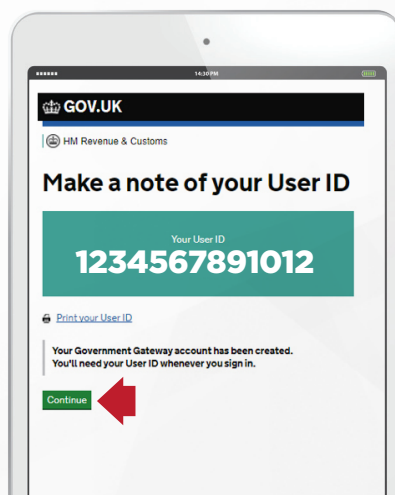 14:30 PM
GOV.UK
HM Revenue & Customs
Make a note of your User ID
Your User ID
1234567891012
Print your User ID
Your Government Gateway account has been created.
You'll need your User ID whenever you sign in.
Continue